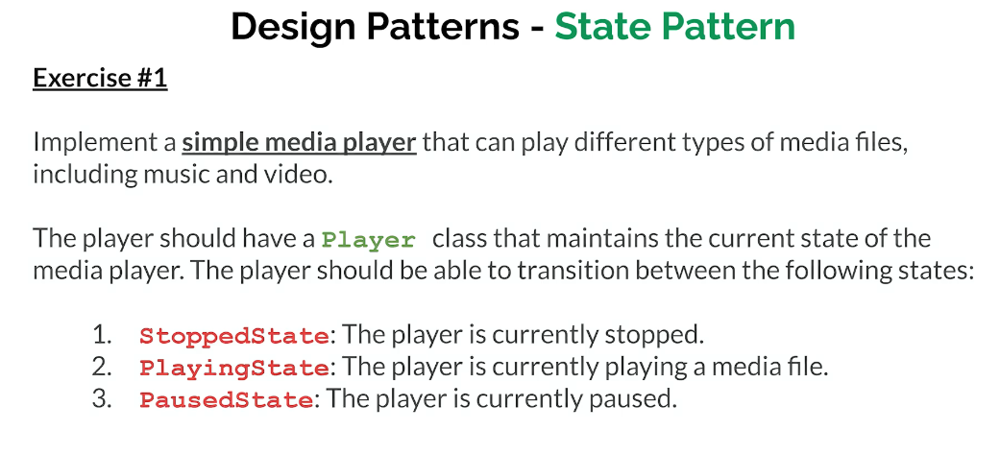 Design Patterns - State Pattern
Exercise #1
Implement a simple media player that can play different types of media files,
including music and video.
The player should have a Player class that maintains the current state of the
media player. The player should be able to transition between the following states:
1. StoppedState: The player is currently stopped.
2. PlayingState: The player is currently playing a media file.
3. PausedState: The player is currently paused.